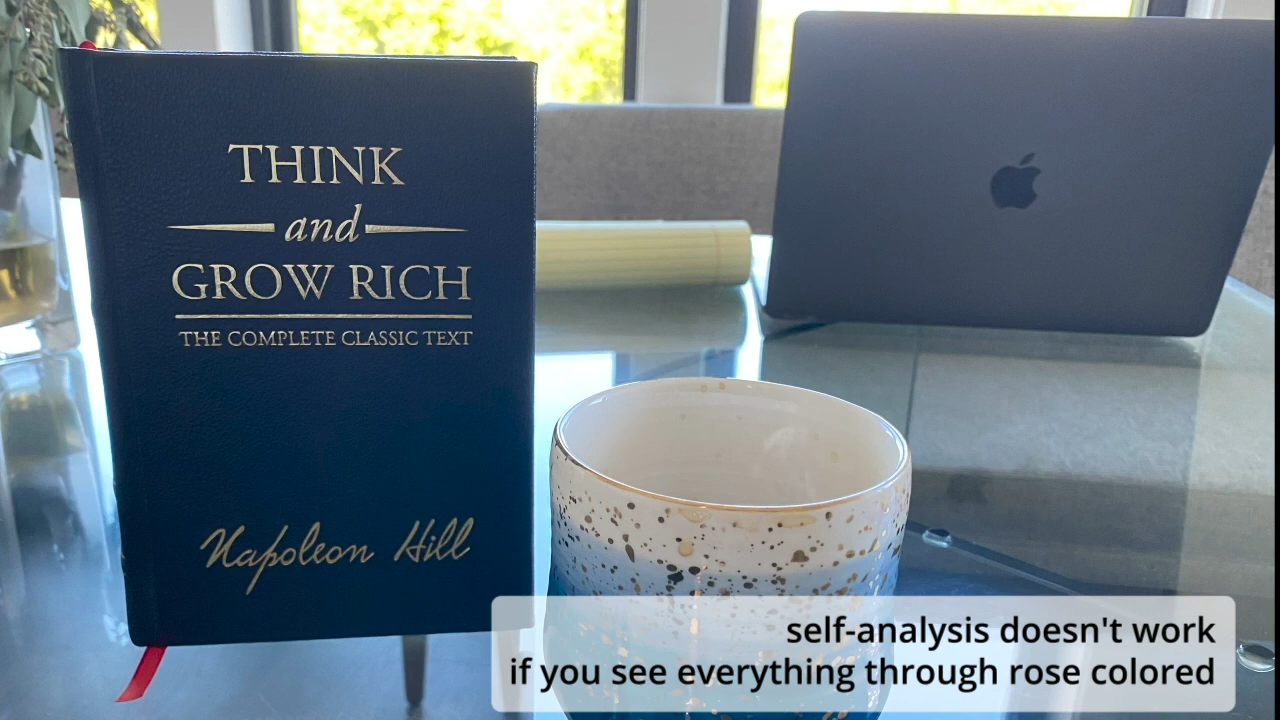 THINK
and
GROW RICH
THE COMPLETE CLASSIC TEXT
Napoleon Hill
self-analysis doesn't work
if you see everything through rose colored